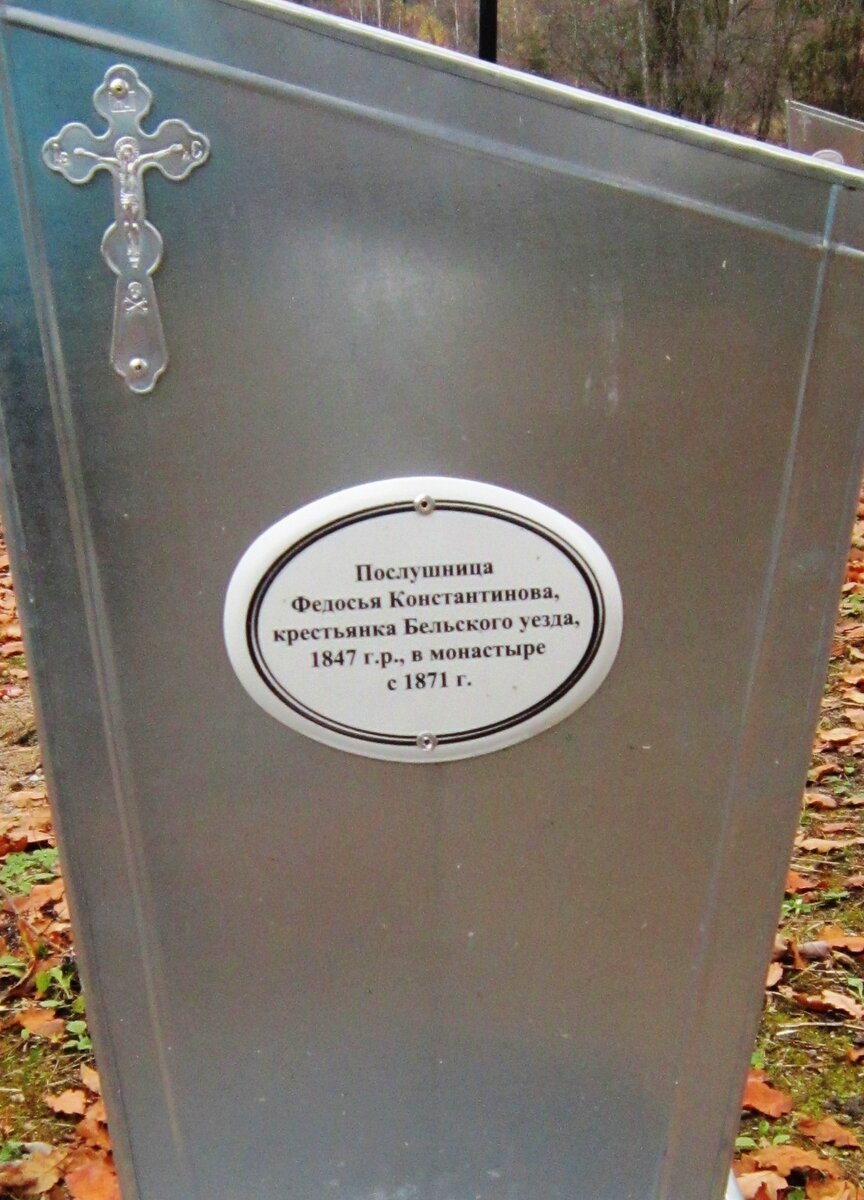 Послушница
Федосья Константинова,
крестьянка Бельского уезда,
1847 г.р., в монастыре
с 1871 г.